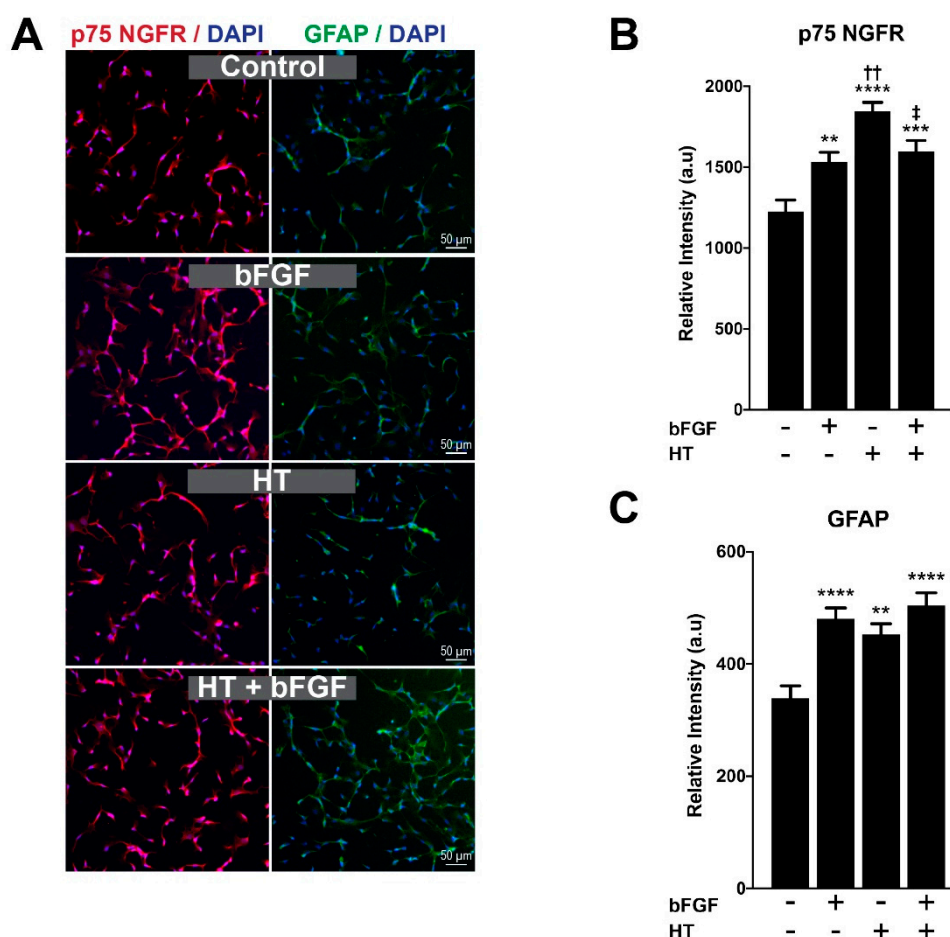 A
p75 NGFR / DAPI
GFAP / DAPI
Control
50 µm
bFGF
50 µm
HT
50 µm
HT + bFGF
50 µm
B
p75 NGFR
Relative Intensity (a.u)
2000
1500
1000
500
0
**
††
****
‡
***
bFGF - + - +
HT - - + +
C
GFAP
Relative Intensity (a.u)
600
400
200
0
****
**
****
bFGF - + - +
HT - - + +